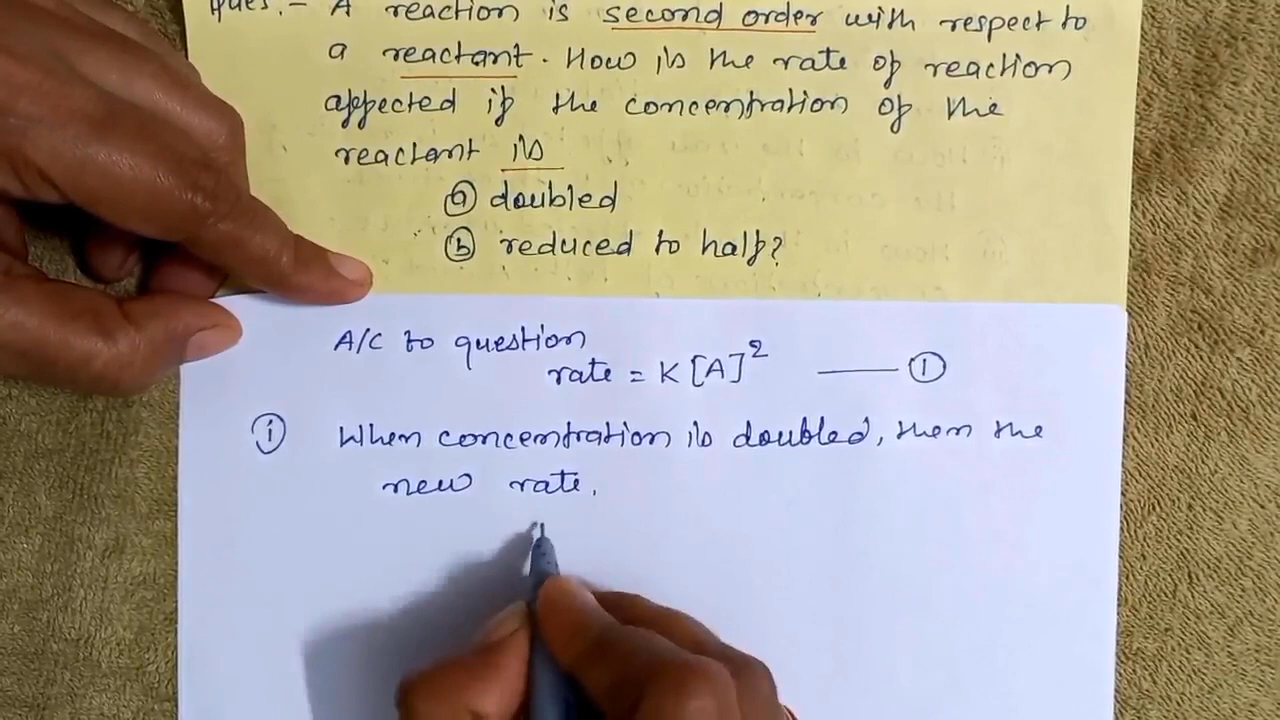 Ques:- A reaction is second order with respect to
a reactant. How is the rate of reaction
affected if the concentration of the
reactant is
(a) doubled
(b) reduced to half?
A/C to question
rate = K[A]² —— ①
(i) When concentration is doubled, then the
new rate,